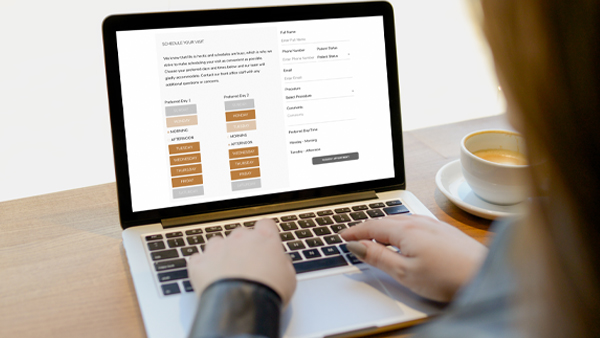 SCHEDULE YOUR VISIT
We know that life is hectic and schedules are busy, which is why we
strive to make scheduling your visit as convenient as possible.
Choose your preferred days and times below and our team will
gladly accommodate. Contact our front office staff with any
additional questions or concerns.
Preferred Day 1
MONDAY
MORNING
AFTERNOON
TUESDAY
WEDNESDAY
THURSDAY
FRIDAY
Preferred Day 2
MONDAY
TUESDAY
MORNING
AFTERNOON
WEDNESDAY
THURSDAY
FRIDAY
Full Name
Enter Full Name
Phone Number Patient Status
Enter Phone Number Patient Status
Email
Enter Email
Procedure
Select Procedure
Comments
Comments
Preferred Day/Time
Monday - Morning
Tuesday - Afternoon